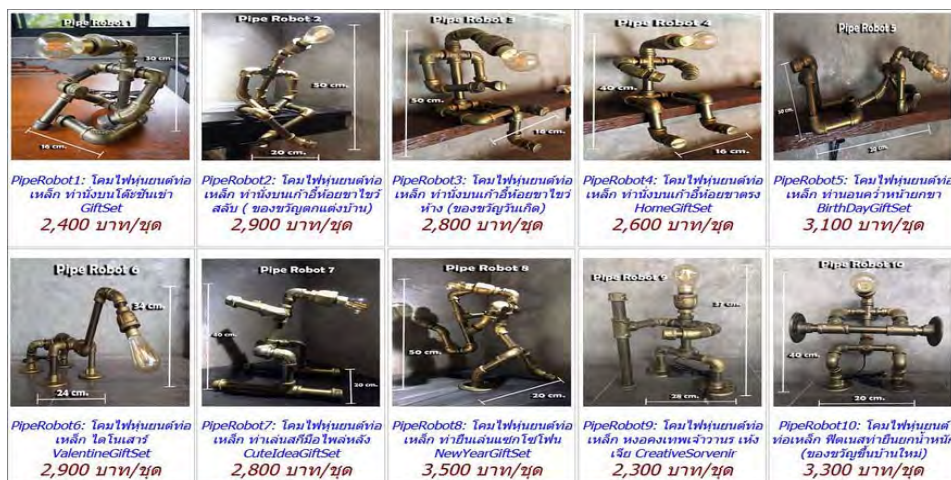 Pipe Robot 1
30 cm.
16 cm.
PipeRobot1: โคมไฟหุ่นยนต์ท่อ
เหล็ก ท่านั่งบนโต๊ะชันเข่า
GiftSet
2,400 บาท/ชุด
Pipe Robot 2
50 cm.
20 cm.
PipeRobot2: โคมไฟหุ่นยนต์ท่อ
เหล็ก ท่านั่งบนเก้าอี้ห้อยขาไขว้
สลับ ( ของขวัญตกแต่งบ้าน)
2,900 บาท/ชุด
Pipe Robot 3
50 cm.
16 cm.
PipeRobot3: โคมไฟหุ่นยนต์ท่อ
เหล็ก ท่านั่งบนเก้าอี้ห้อยขาไขว่
ห้าง (ของขวัญวันเกิด)
2,800 บาท/ชุด
Pipe Robot 4
40 cm.
16 cm.
PipeRobot4: โคมไฟหุ่นยนต์ท่อ
เหล็ก ท่านั่งบนเก้าอี้ห้อยขาตรง
HomeGiftSet
2,600 บาท/ชุด
Pipe Robot 5
PipeRobot5: โคมไฟหุ่นยนต์ท่อ
เหล็ก ท่านอนคว่ำหน้ายกขา
BirthDayGiftSet
3,100 บาท/ชุด
Pipe Robot 6
34 cm.
24 cm.
PipeRobot6: โคมไฟหุ่นยนต์ท่อ
เหล็ก ไดโนเสาร์
ValentineGiftSet
2,900 บาท/ชุด
Pipe Robot 7
40 cm.
20 cm.
PipeRobot7: โคมไฟหุ่นยนต์ท่อ
เหล็ก ท่าเล่นสกีมือไพล่หลัง
CuteIdeaGiftSet
2,800 บาท/ชุด
Pipe Robot 8
50 cm.
20 cm.
PipeRobot8: โคมไฟหุ่นยนต์ท่อ
เหล็ก ท่ายืนเล่นแซกโซโฟน
NewYearGiftSet
3,500 บาท/ชุด
Pipe Robot 9
37 cm.
28 cm.
PipeRobot9: โคมไฟหุ่นยนต์ท่อ
เหล็ก หงอคงเทพเจ้าวานร เห้ง
เจีย CreativeSorvenir
2,300 บาท/ชุด
Pipe Robot 10
40 cm.
20 cm.
PipeRobot10: โคมไฟหุ่นยนต์
ท่อเหล็ก ฟิตเนสท่ายืนยกน้ำหนัก
(ของขวัญขึ้นบ้านใหม่)
3,300 บาท/ชุด